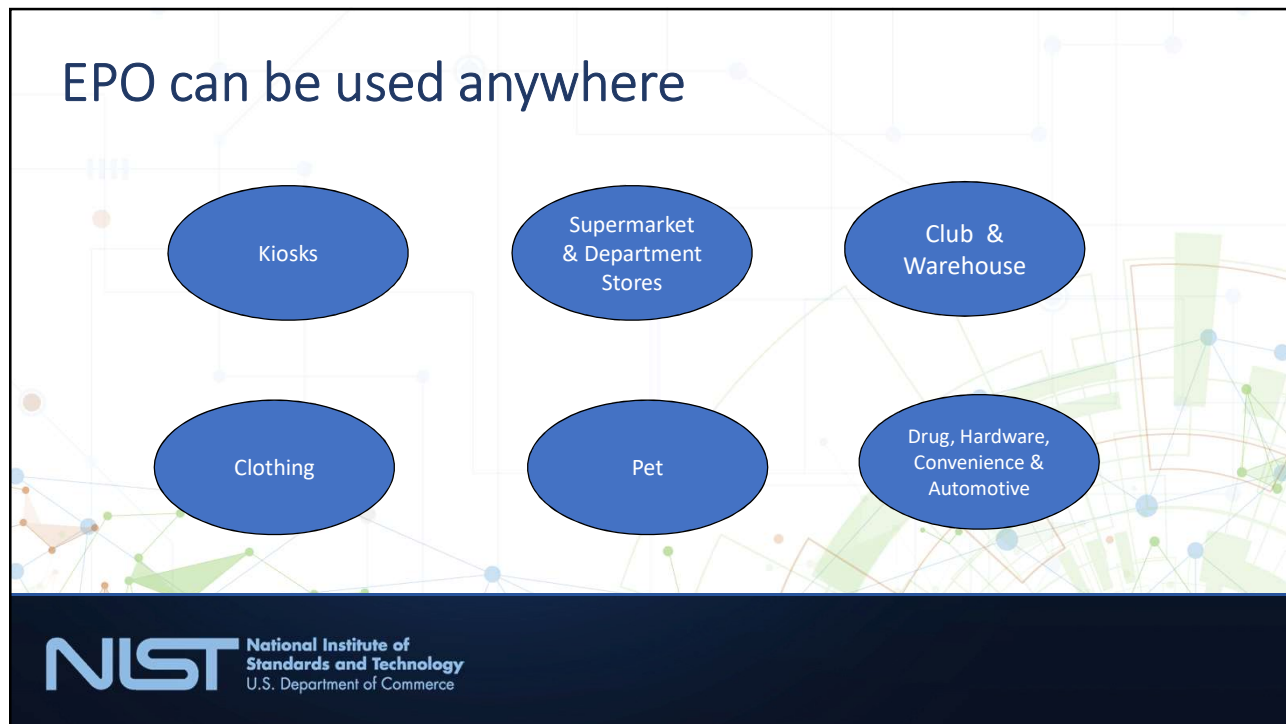 EPO can be used anywhere
Kiosks
Supermarket
& Department
Stores
Club & 
Warehouse
Clothing
Pet
Drug, Hardware,
Convenience &
Automotive
NIST
National Institute of
Standards and Technology
U.S. Department of Commerce